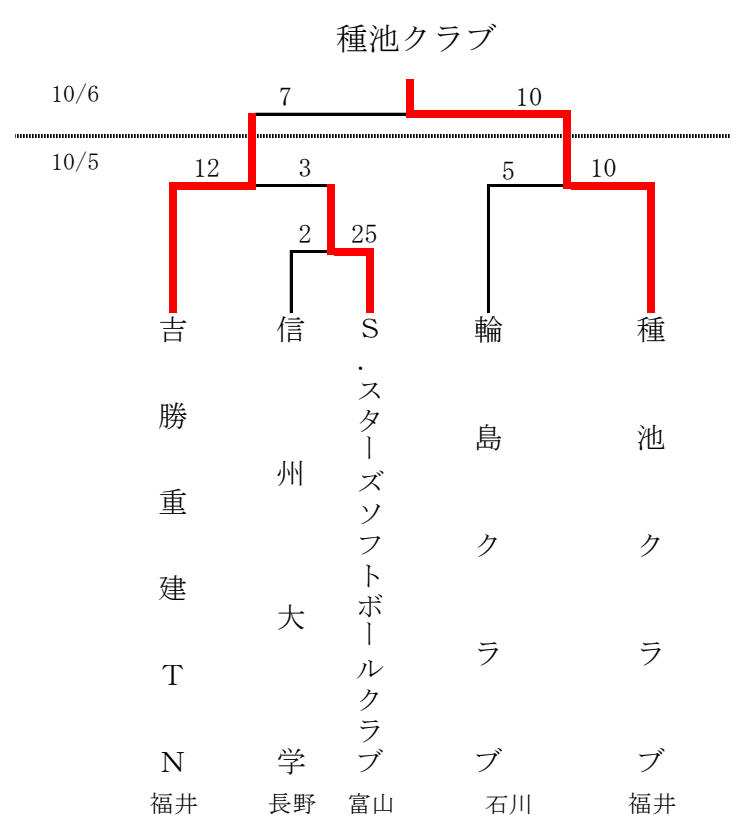 種池クラブ
10/6
7
10
10/5
12
3
5
10
2
25
吉勝重建TN
信州大学
S.スターズソフトボールクラブ
輪島クラブ
種池クラブ
福井
長野
富山
石川
福井